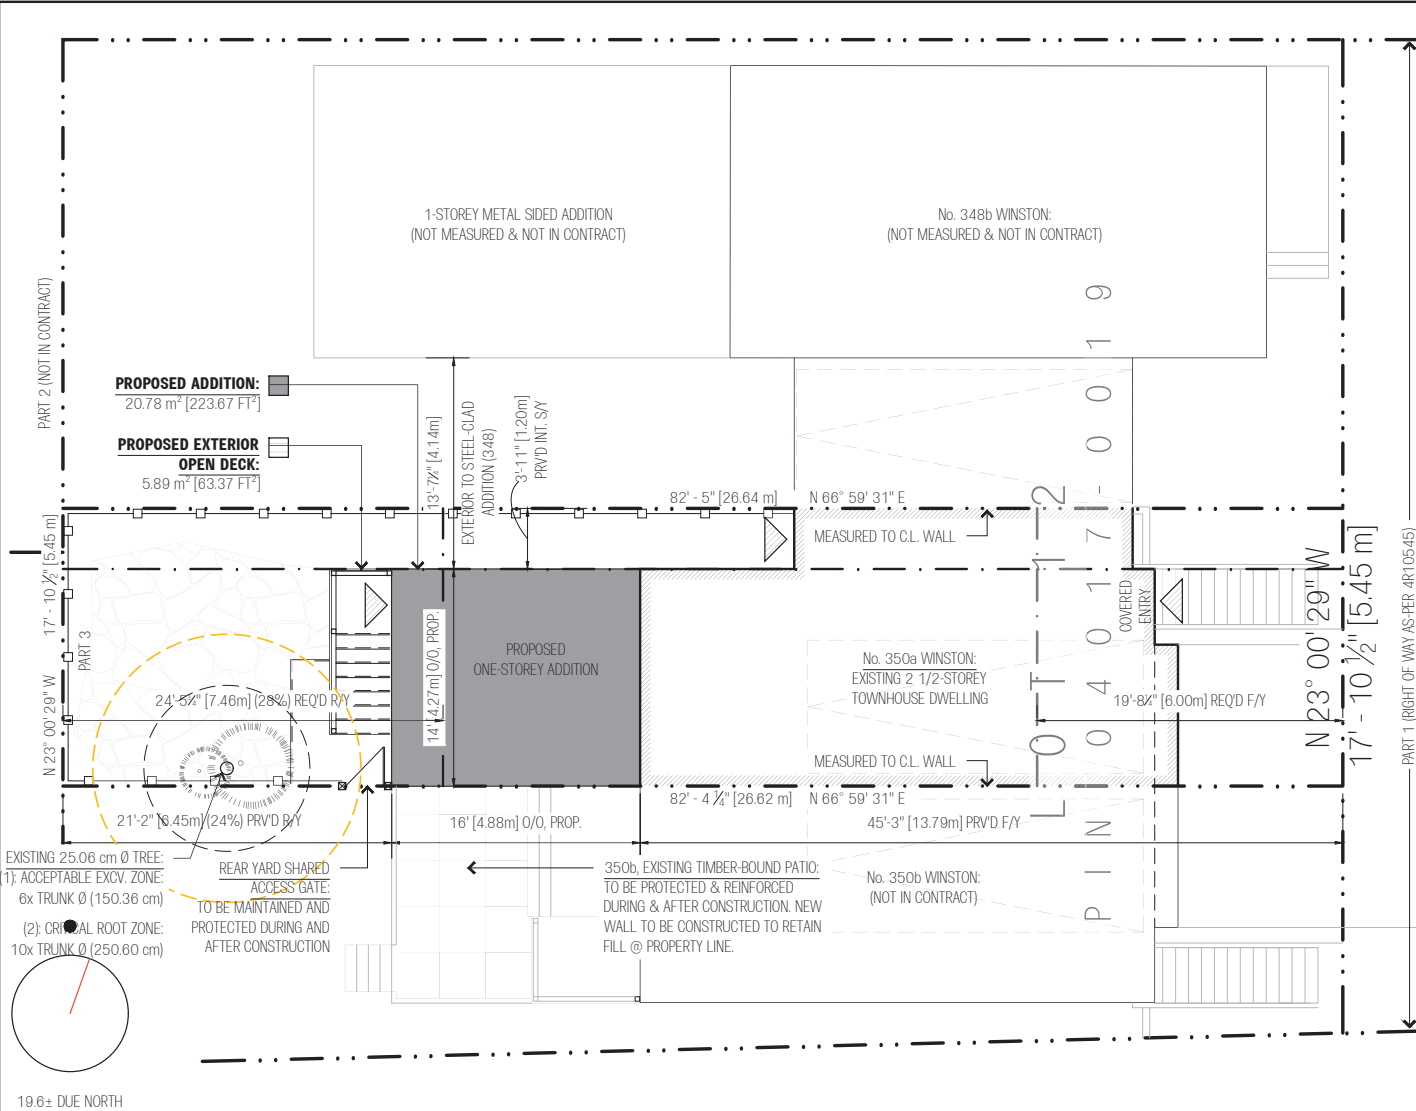 1-STOREY METAL SIDED ADDITION
(NOT MEASURED & NOT IN CONTRACT)
No. 348b WINSTON:
(NOT MEASURED & NOT IN CONTRACT)
PART 2 (NOT IN CONTRACT)
PROPOSED ADDITION:
20.78 m² [223.67 FT²]
PROPOSED EXTERIOR
OPEN DECK:
5.89 m² [63.37 FT²]
13'-7¼" [4.14m]
EXTERIOR TO STEEL-CLAD
ADDITION (348)
3'-11" [1.20m]
PRV'D INT. S/Y
82' - 5" [26.64 m]
N 66° 59' 31" E
MEASURED TO C.L. WALL
17' - 10 ½" [5.45 m]
N 23° 00' 29" W
PART 3
14' [4.27m] O/O, PROP.
PROPOSED
ONE-STOREY ADDITION
No. 350a WINSTON:
EXISTING 2 1/2-STOREY
TOWNHOUSE DWELLING
COVERED
ENTRY
LOT 12
PIN 04017-0019
N 23° 00' 29" W
17' - 10 ½" [5.45 m]
PART 1 (RIGHT OF WAY AS-PER 4R10545)
24'-5¾" [7.46m] (28%) REQ'D R/Y
19'-8¼" [6.00m] REQ'D F/Y
MEASURED TO C.L. WALL
82' - 4 ¼" [26.62 m]
N 66° 59' 31" E
21'-2" [6.45m] (24%) PRV'D R/Y
16' [4.88m] O/O, PROP.
45'-3" [13.79m] PRV'D F/Y
EXISTING 25.06 cm Ø TREE:
(1): ACCEPTABLE EXCV. ZONE:
6x TRUNK Ø (150.36 cm)
(2): CRITICAL ROOT ZONE:
10x TRUNK Ø (250.60 cm)
REAR YARD SHARED
ACCESS GATE:
TO BE MAINTAINED AND
PROTECTED DURING AND
AFTER CONSTRUCTION
350b, EXISTING TIMBER-BOUND PATIO:
TO BE PROTECTED & REINFORCED
DURING & AFTER CONSTRUCTION. NEW
WALL TO BE CONSTRUCTED TO RETAIN
FILL @ PROPERTY LINE.
No. 350b WINSTON:
(NOT IN CONTRACT)
19.6± DUE NORTH